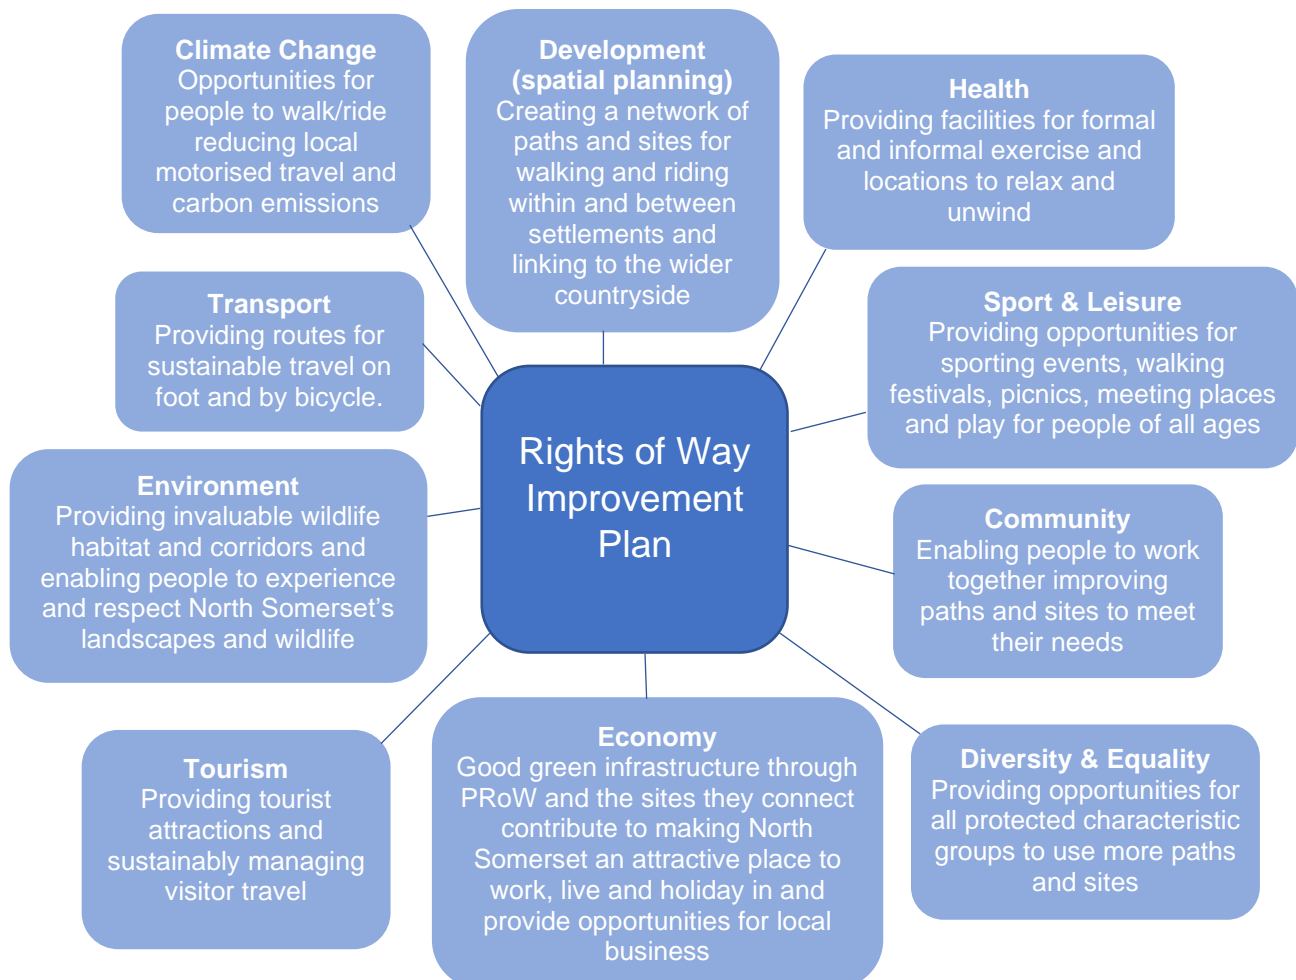 Climate Change
Opportunities for
people to walk/ride
reducing local
motorised travel and
carbon emissions
Development
(spatial planning)
Creating a network of
paths and sites for
walking and riding
within and between
settlements and
linking to the wider
countryside
Health
Providing facilities for formal
and informal exercise and
locations to relax and
unwind
Transport
Providing routes for
sustainable travel on
foot and by bicycle.
Sport & Leisure
Providing opportunities for
sporting events, walking
festivals, picnics, meeting places
and play for people of all ages
Rights of Way
Improvement
Plan
Environment
Providing invaluable wildlife
habitat and corridors and
enabling people to experience
and respect North Somerset's
landscapes and wildlife
Community
Enabling people to work
together improving
paths and sites to meet
their needs
Tourism
Providing tourist
attractions and
sustainably managing
visitor travel
Economy
Good green infrastructure through
PRoW and the sites they connect
contribute to making North
Somerset an attractive place to
work, live and holiday in and
provide opportunities for local
business
Diversity & Equality
Providing opportunities for
all protected characteristic
groups to use more paths
and sites